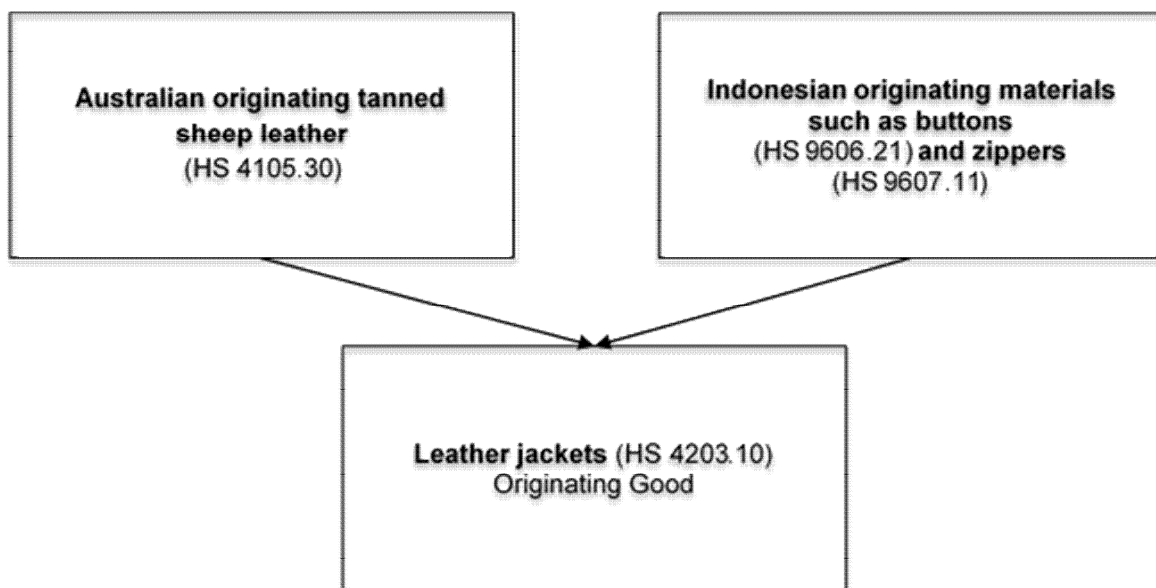 Australian originating tanned
sheep leather
(HS 4105.30)
Indonesian originating materials
such as buttons
(HS 9606.21) and zippers
(HS 9607.11)
Leather jackets (HS 4203.10)
Originating Good